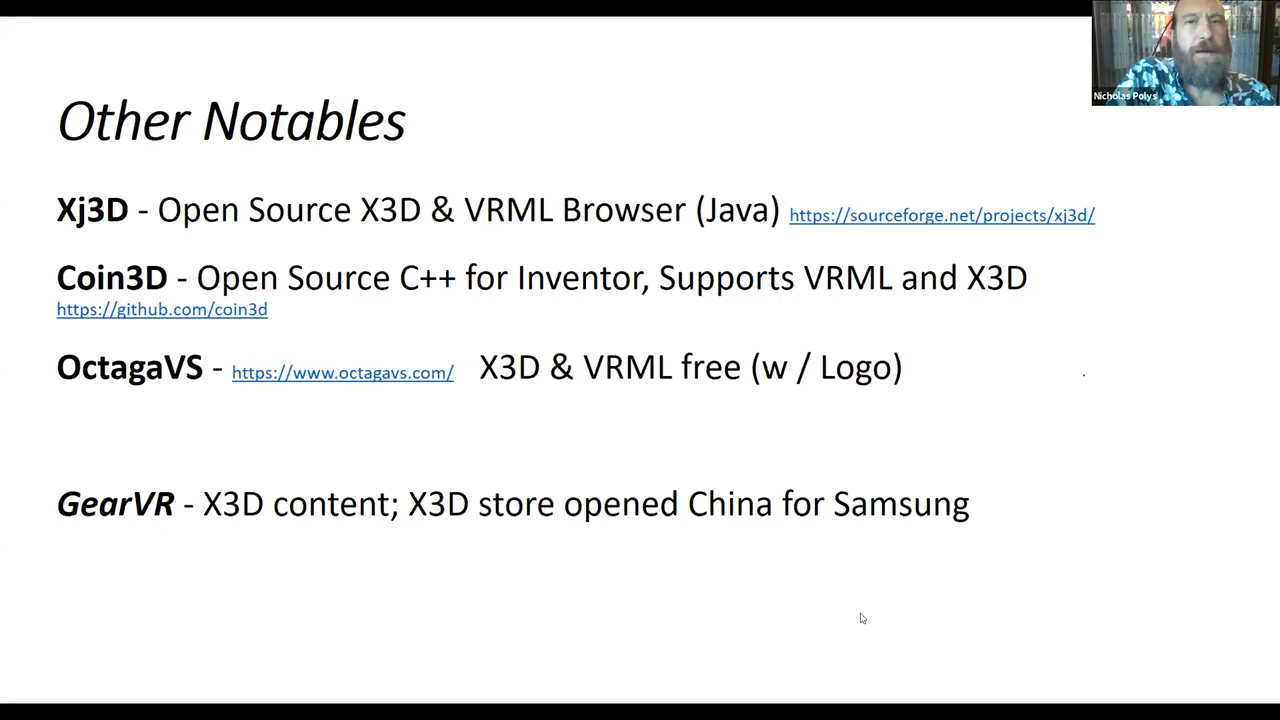 Nicholas Polys
Other Notables
Xj3D - Open Source X3D & VRML Browser (Java) https://sourceforge.net/projects/xj3d/
Coin3D - Open Source C++ for Inventor, Supports VRML and X3D
https://github.com/coin3d
OctagaVS - https://www.octagavs.com/ X3D & VRML free (w / Logo)
GearVR - X3D content; X3D store opened China for Samsung